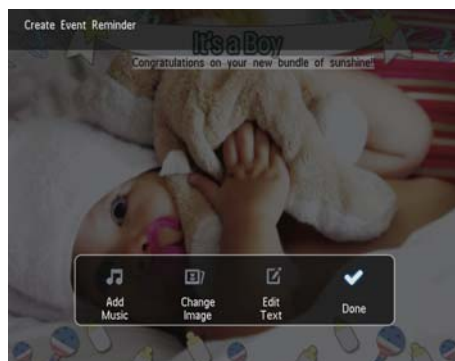 Create Event Reminder
It's a Boy
Congratulations on your new bundle of sunshine!!
Add
Music
Change
Image
Edit
Text
Done